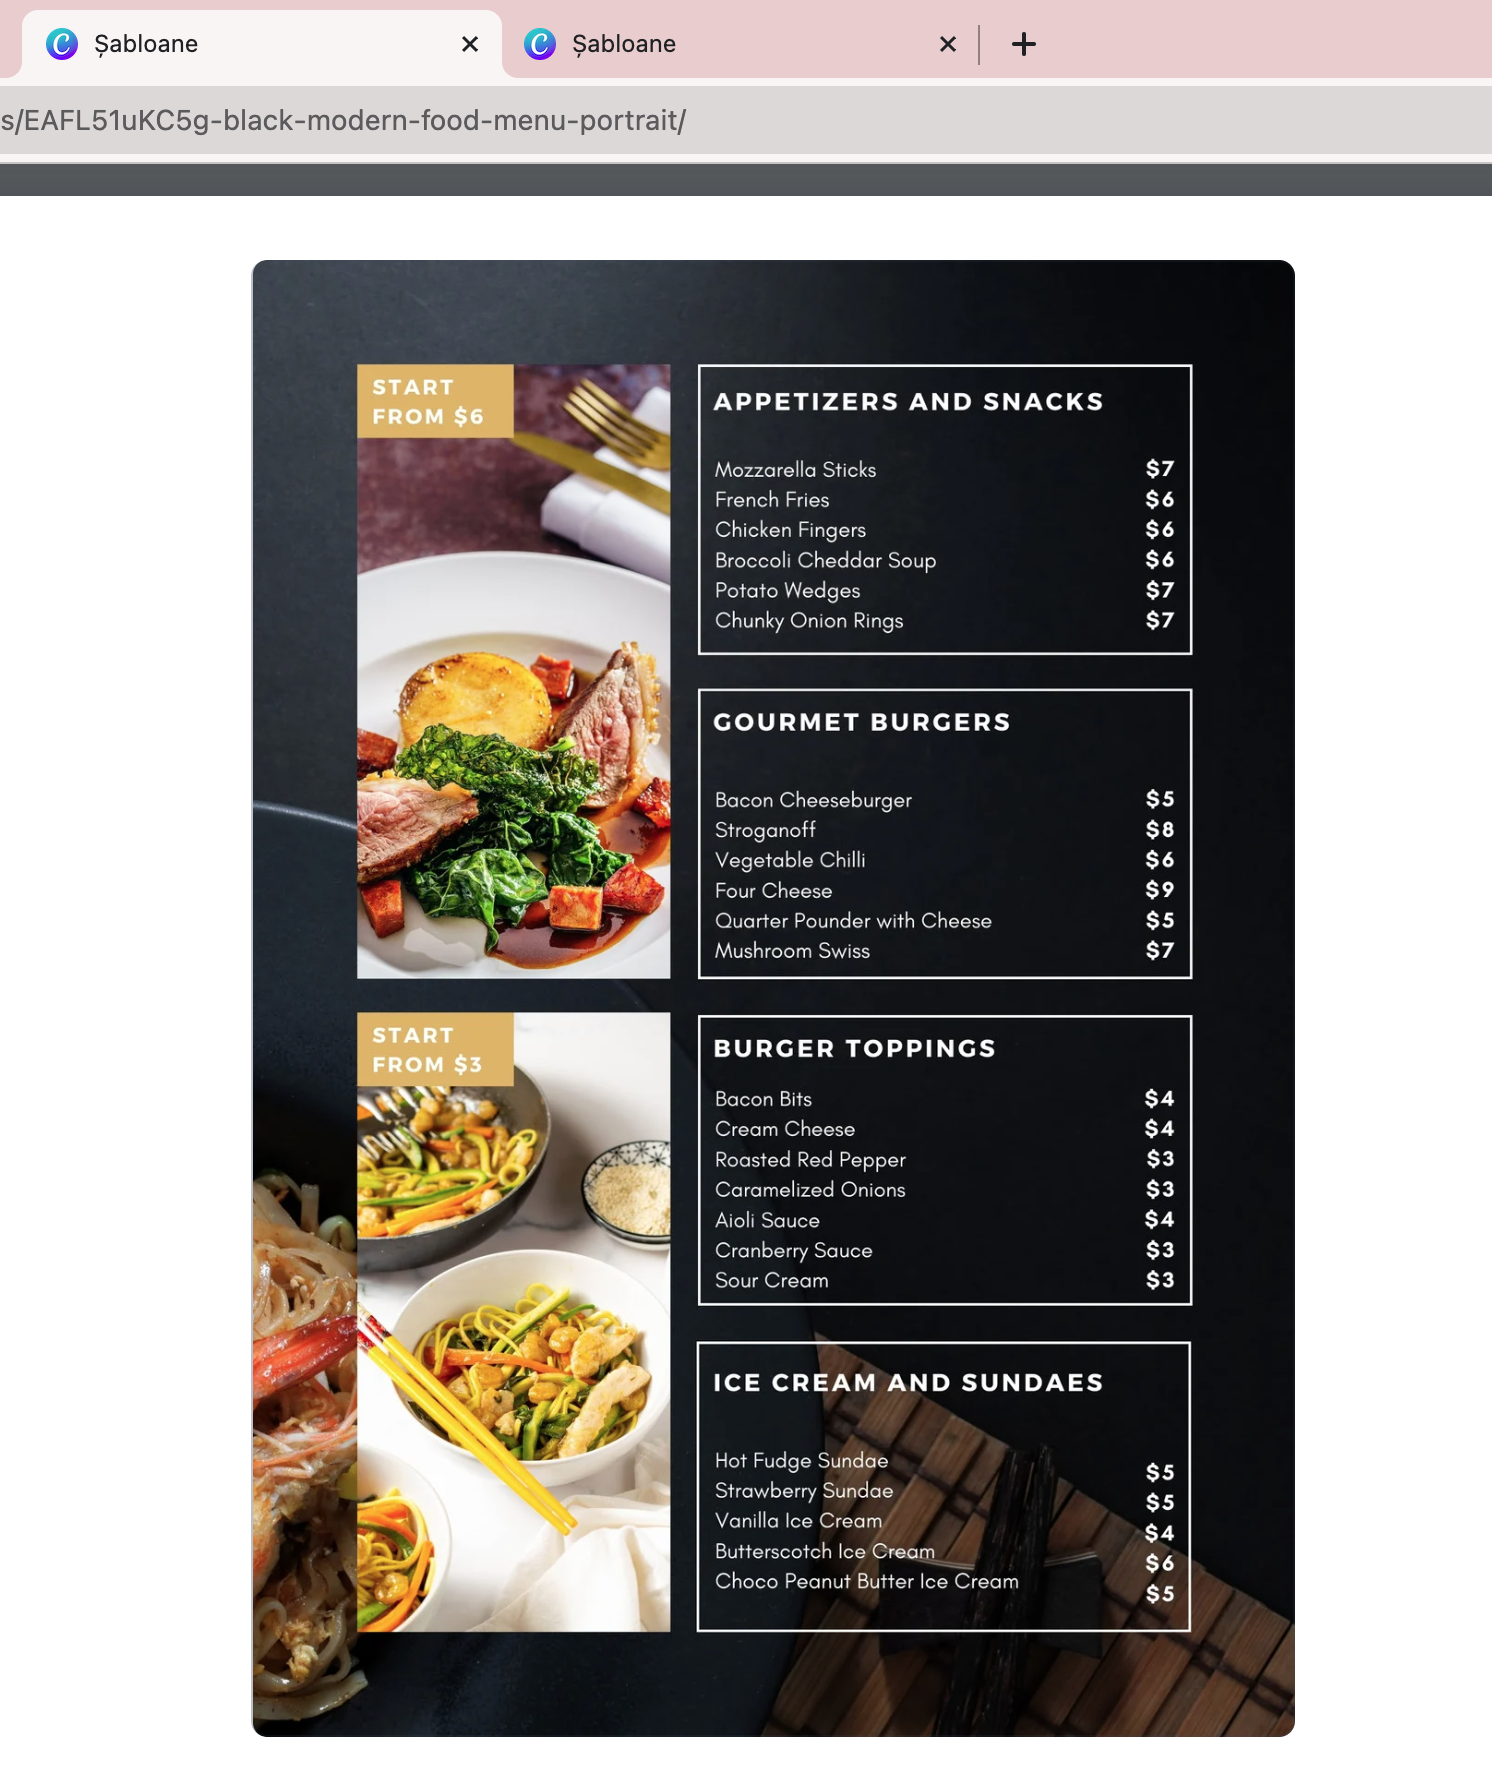 Șabloane
Șabloane
s/EAFL51uKC5g-black-modern-food-menu-portrait/
START
FROM $6
APPETIZERS AND SNACKS
Mozzarella Sticks $7
French Fries $6
Chicken Fingers $6
Broccoli Cheddar Soup $6
Potato Wedges $7
Chunky Onion Rings $7
GOURMET BURGERS
Bacon Cheeseburger $5
Stroganoff $8
Vegetable Chilli $6
Four Cheese $9
Quarter Pounder with Cheese $5
Mushroom Swiss $7
START
FROM $3
BURGER TOPPINGS
Bacon Bits $4
Cream Cheese $4
Roasted Red Pepper $3
Caramelized Onions $3
Aioli Sauce $4
Cranberry Sauce $3
Sour Cream $3
ICE CREAM AND SUNDAES
Hot Fudge Sundae $5
Strawberry Sundae $5
Vanilla Ice Cream $4
Butterscotch Ice Cream $6
Choco Peanut Butter Ice Cream $5